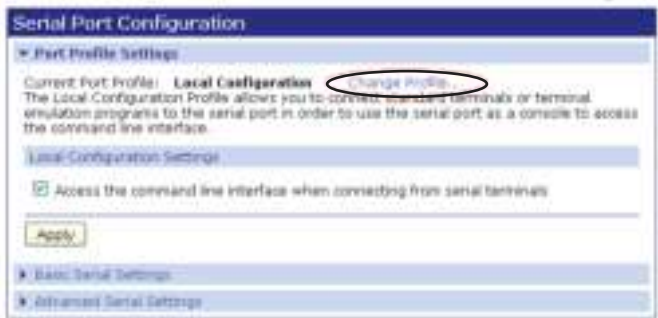 Serial Port Configuration
Port Profile Settings
Current Port Profile: Local Configuration Change Profile...
The Local Configuration Profile allows you to connect standard terminals or terminal
emulation programs to the serial port in order to use the serial port as a console to access
the command line interface.
Local Configuration Settings
Access the command line interface when connecting from serial terminals
Apply
Basic Serial Settings
Advanced Serial Settings